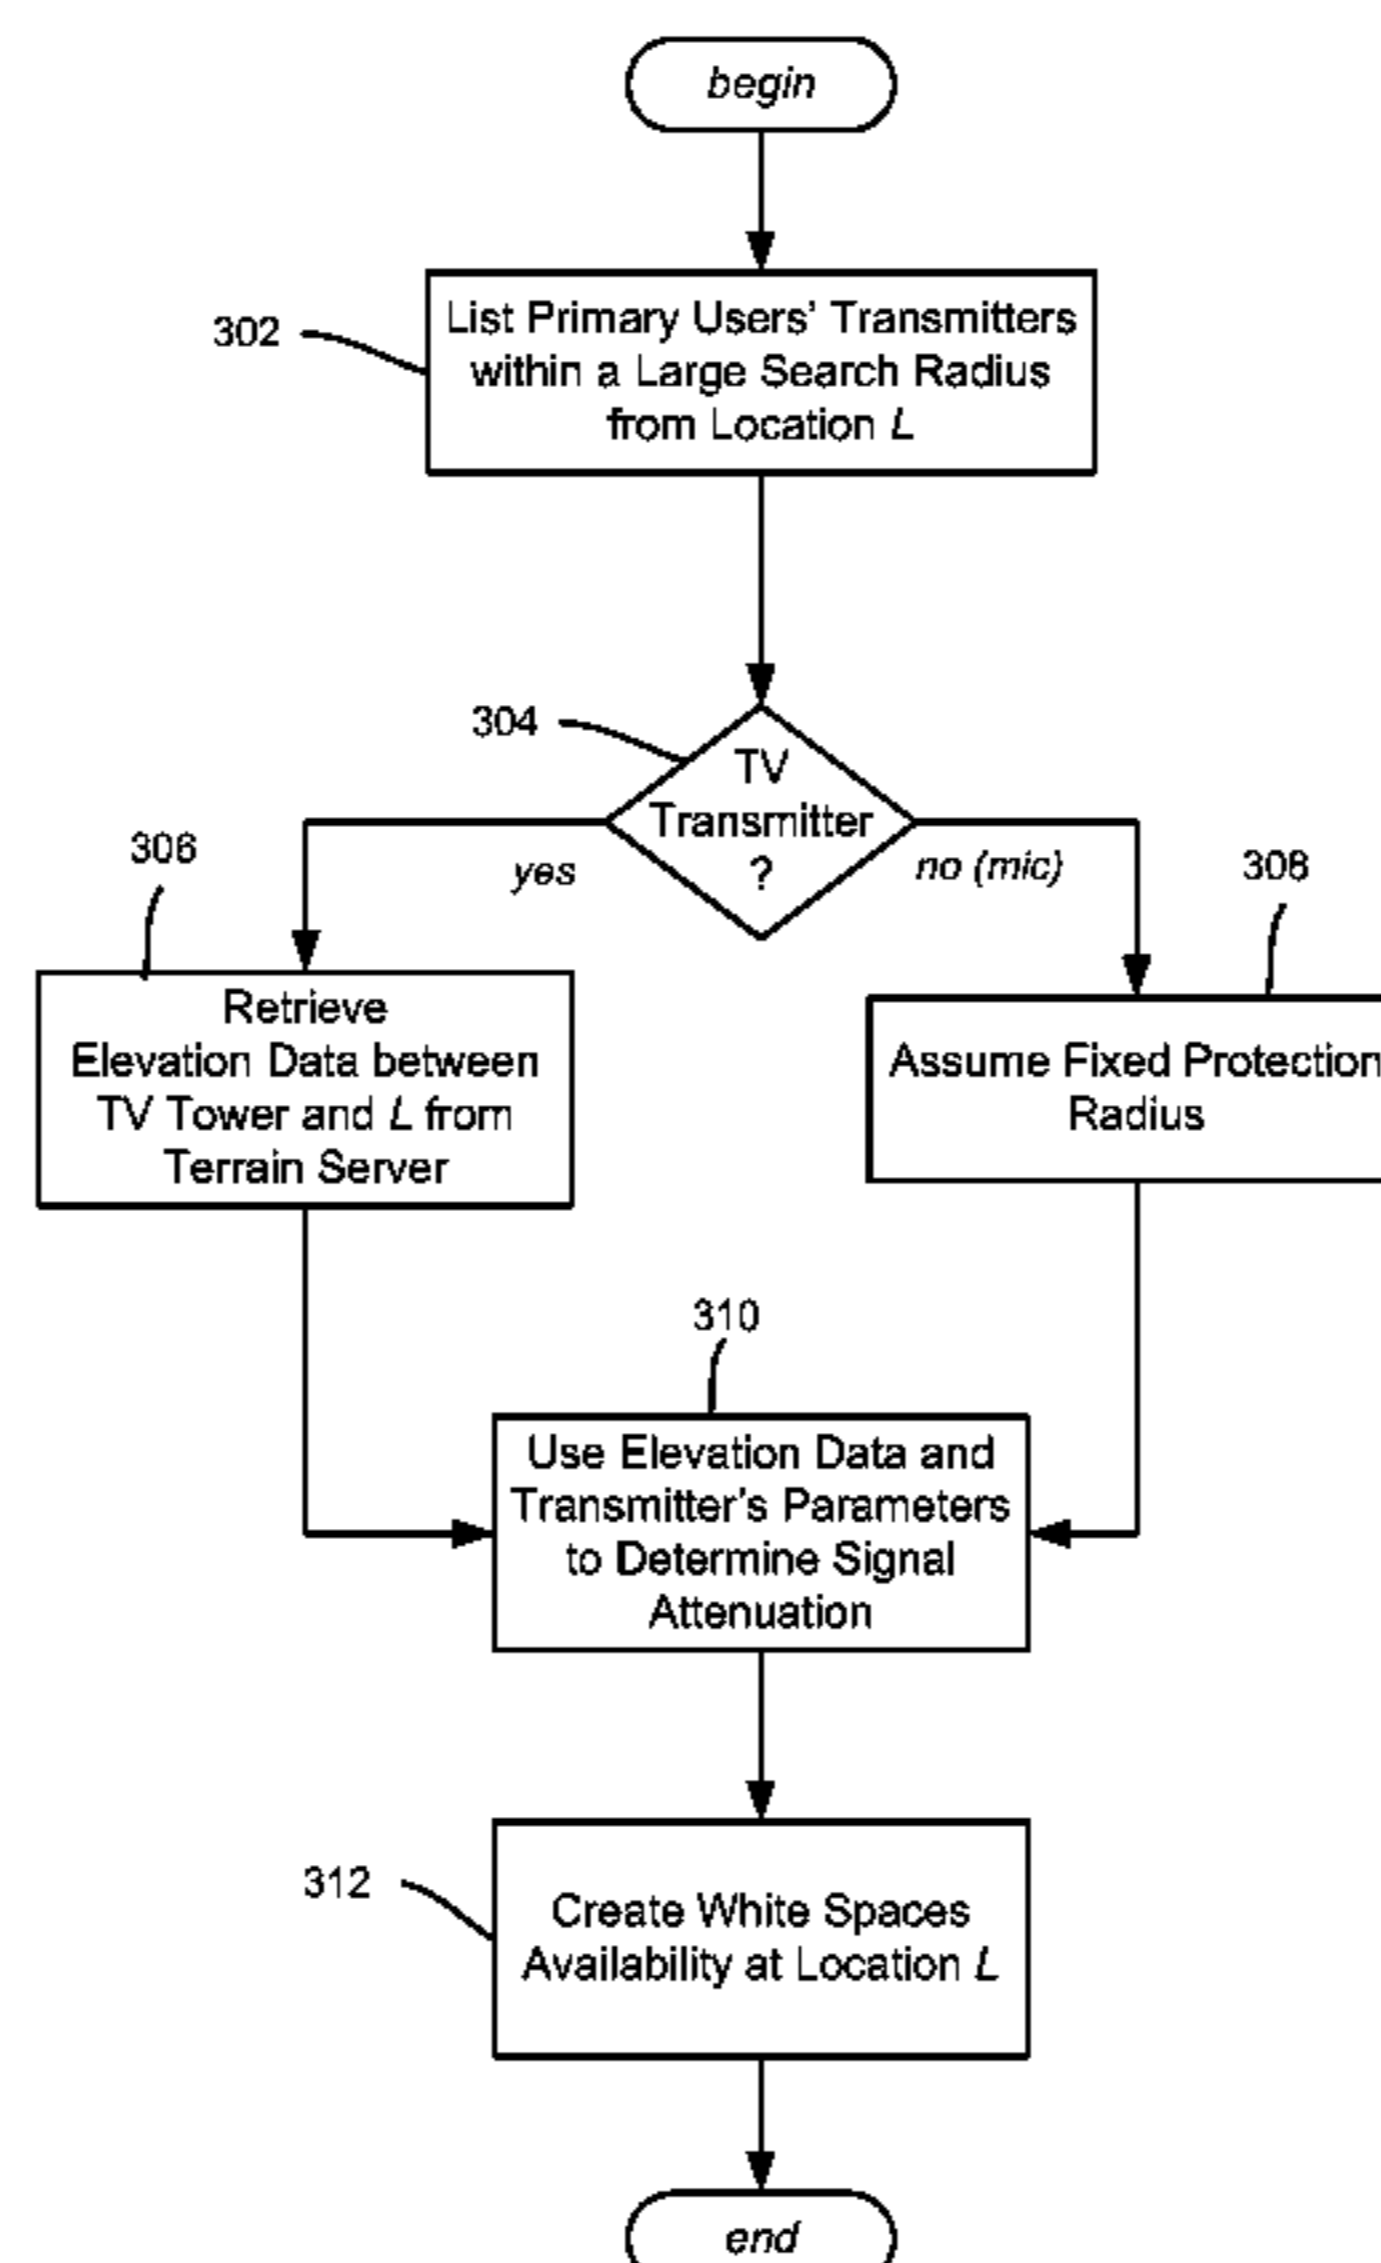 begin
302
List Primary Users' Transmitters
within a Large Search Radius
from Location L
304
TV
Transmitter
?
yes
no (mic)
306
308
Retrieve
Elevation Data between
TV Tower and L from
Terrain Server
Assume Fixed Protection
Radius
310
Use Elevation Data and
Transmitter's Parameters
to Determine Signal
Attenuation
312
Create White Spaces
Availability at Location L
end